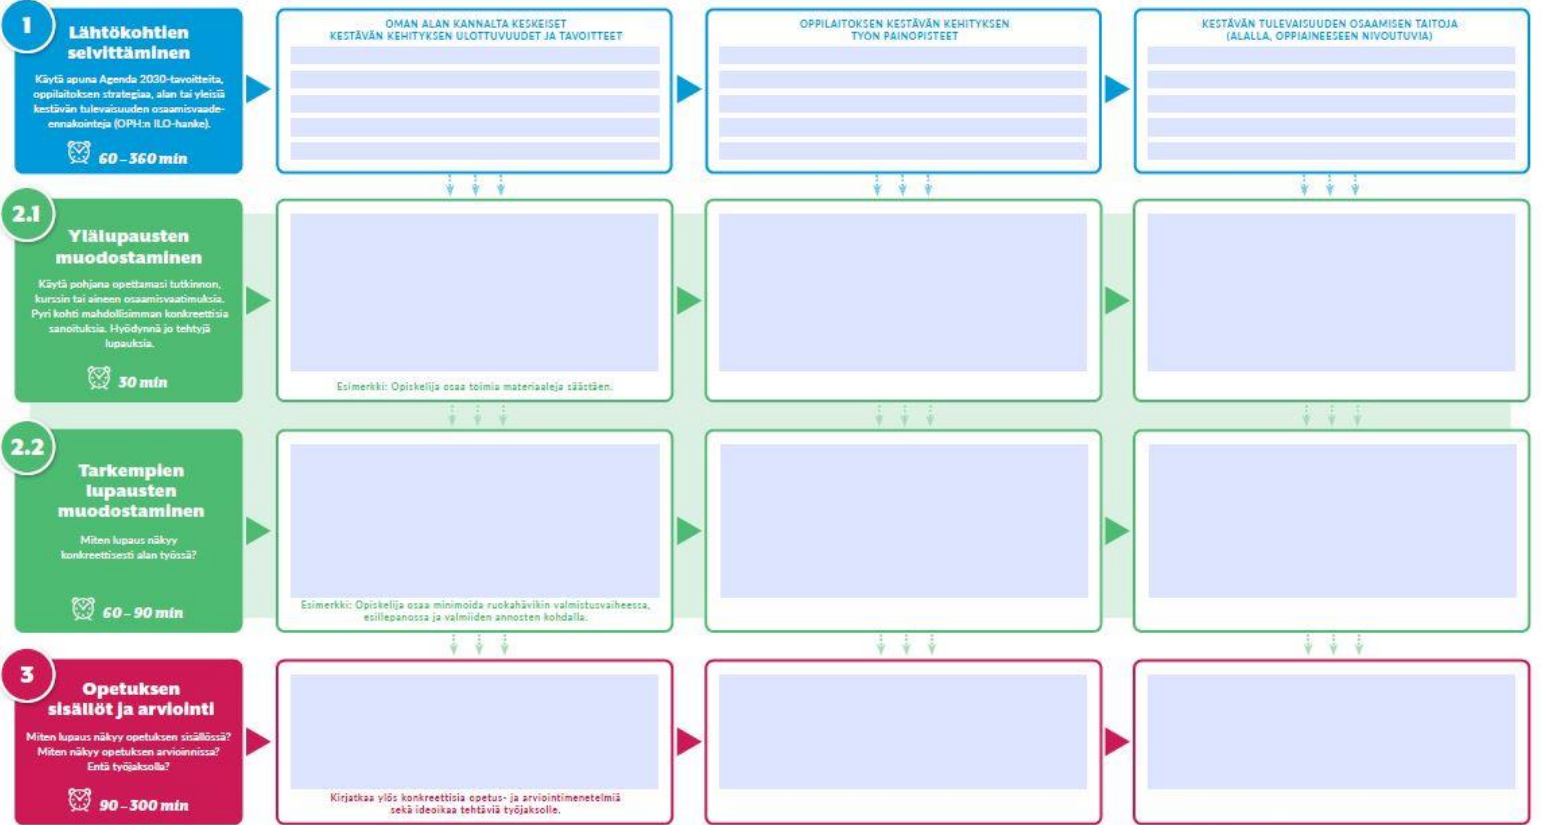 1
Lähtökohtien
selvittäminen
Käytä apuna Agenda 2030-tavoitteita,
oppilaitoksen strategiaa, alan tai yleisiä
kestävän tulevaisuuden osaamisvaade-
ennakointeja (OPH:n ILO-hanke).
60–360 min
OMAN ALAN KANNALTA KESKEISET
KESTÄVÄN KEHITYKSEN ULOTTUVUUDET JA TAVOITTEET
OPPILAITOKSEN KESTÄVÄN KEHITYKSEN
TYÖN PAINOPISTEET
KESTÄVÄN TULEVAISUUDEN OSAAMISEN TAITOJA
(ALALLA, OPPIAINEESEEN NIVOUTUVIA)
2.1
Ylälupausten
muodostaminen
Käytä pohjana opettamasi tutkinnon,
kurssin tai aineen osaamisvaatimuksia.
Pyri kohti mahdollisimman konkreettisia
sanoituksia. Hyödynnä jo tehtyjä
lupauksia.
30 min
Esimerkki: Opiskelija osaa toimia materiaaleja säästäen.
2.2
Tarkempien
lupausten
muodostaminen
Miten lupaus näkyy
konkreettisesti alan työssä?
60–90 min
Esimerkki: Opiskelija osaa minimoida ruokahävikin valmistusvaiheessa,
esillepanossa ja valmiiden annosten kohdalla.
3
Opetuksen
sisällöt ja arviointi
Miten lupaus näkyy opetuksen sisällössä?
Miten näkyy opetuksen arvioinnissa?
Entä työjaksolla?
90–300 min
Kirjatkaa ylös konkreettisia opetus- ja arviointimenetelmiä
sekä ideoikaa tehtäviä työjaksolle.